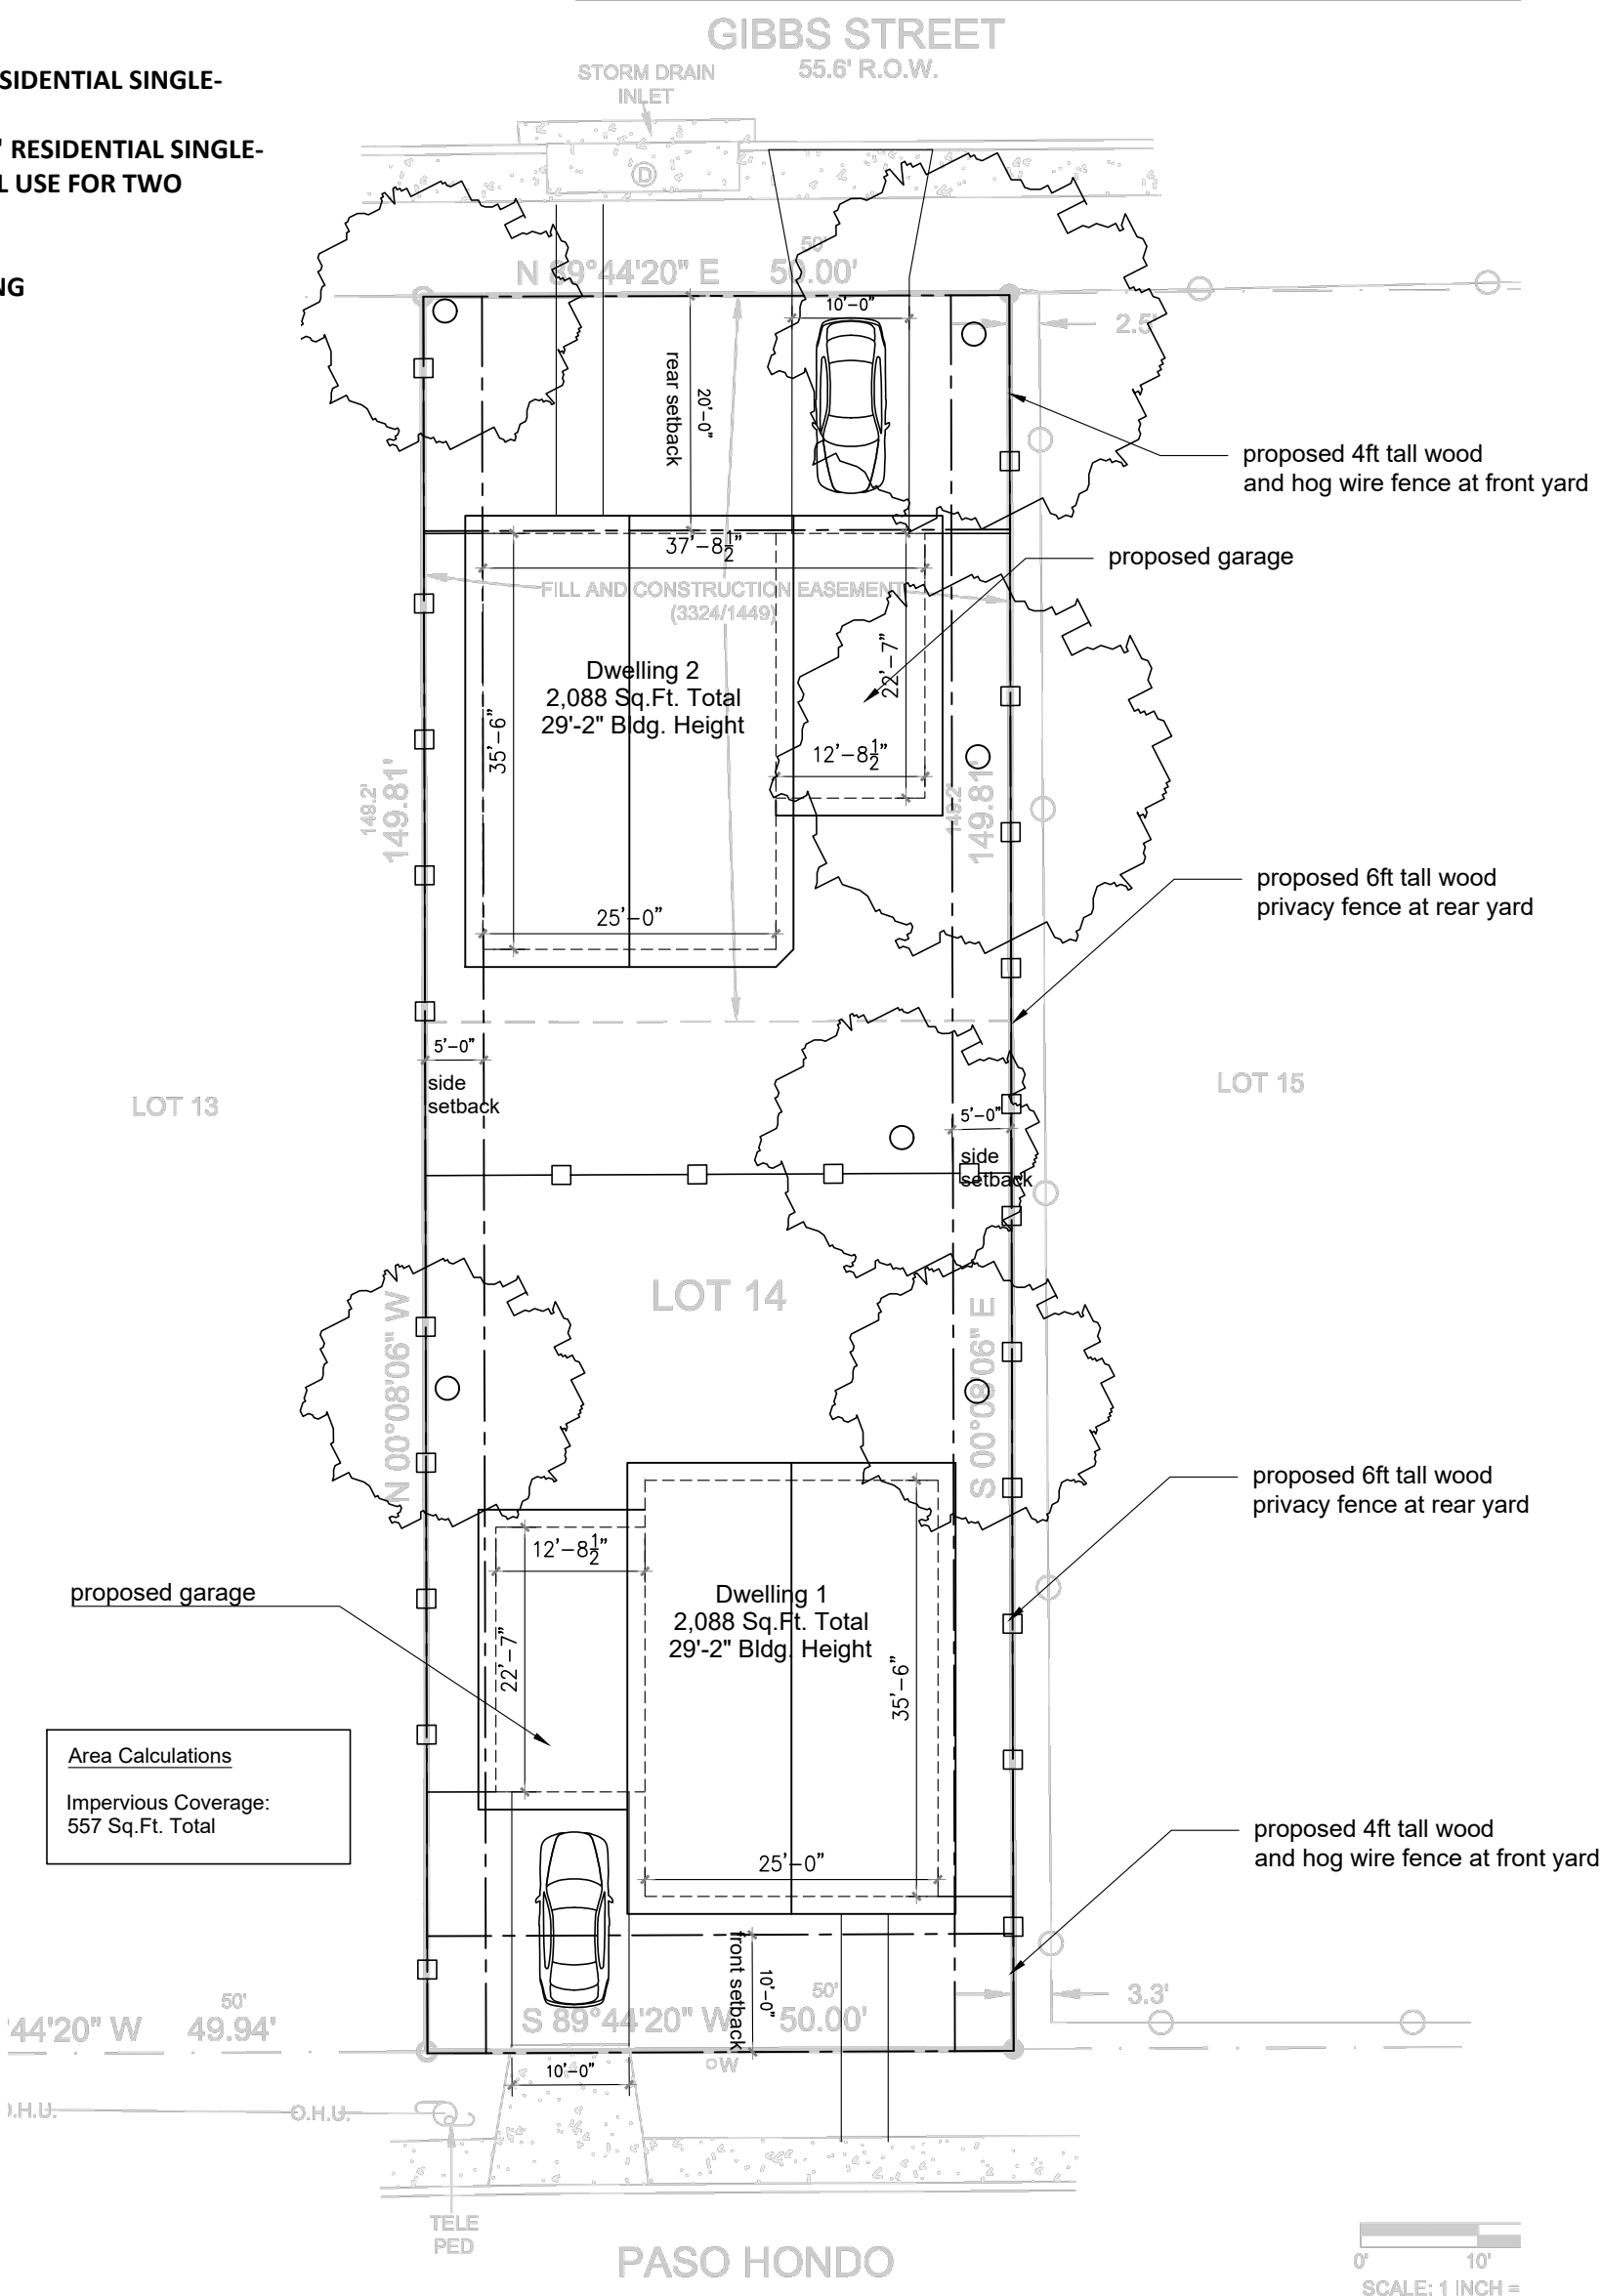 GIBBS STREET
55.6' R.O.W.
STORM DRAIN
INLET
SIDENTIAL SINGLE-
" RESIDENTIAL SINGLE-
L USE FOR TWO
NG
D
50'
N 89°44'20" E 50.00'
10'-0"
2.5'
rear setback
20'-0"
proposed 4ft tall wood
and hog wire fence at front yard
37'-8½"
proposed garage
FILL AND CONSTRUCTION EASEMENT
(3324/1449)
Dwelling 2
2,088 Sq.Ft. Total
29'-2" Bldg. Height
22'-7"
35'-6"
12'-8½"
149.2'
149.81'
149.2'
149.81'
25'-0"
proposed 6ft tall wood
privacy fence at rear yard
5'-0"
side
setback
LOT 13
LOT 15
5'-0"
side
setback
LOT 14
N 00°08'06" W
S 00°08'06" E
proposed 6ft tall wood
privacy fence at rear yard
12'-8½"
proposed garage
Dwelling 1
2,088 Sq.Ft. Total
29'-2" Bldg. Height
22'-7"
35'-6"
Area Calculations
Impervious Coverage:
557 Sq.Ft. Total
25'-0"
proposed 4ft tall wood
and hog wire fence at front yard
front setback
10'-0"
50'
44'20" W 49.94'
50'
S 89°44'20" W 50.00'
3.3'
10'-0"
W
O.H.U.
O.H.U.
TELE
PED
PASO HONDO
0' 10'
SCALE: 1 INCH =